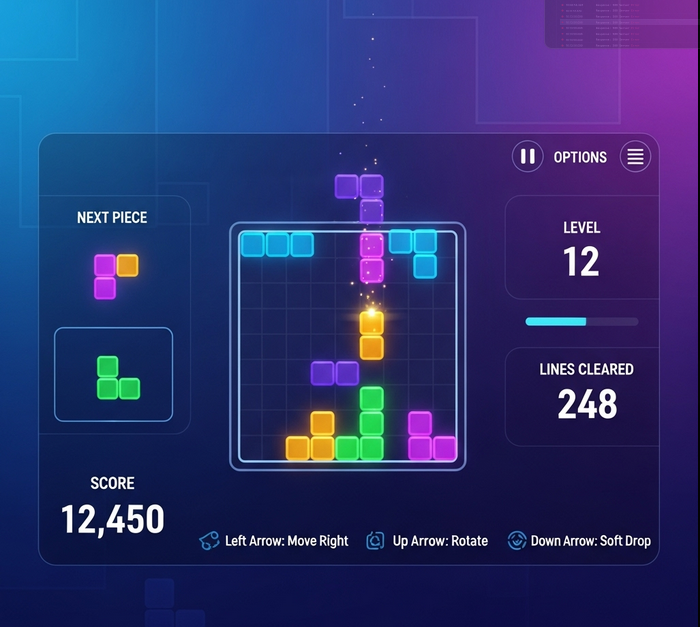 OPTIONS
NEXT PIECE
LEVEL
12
LINES CLEARED
248
SCORE
12,450
Left Arrow: Move Right
Up Arrow: Rotate
Down Arrow: Soft Drop